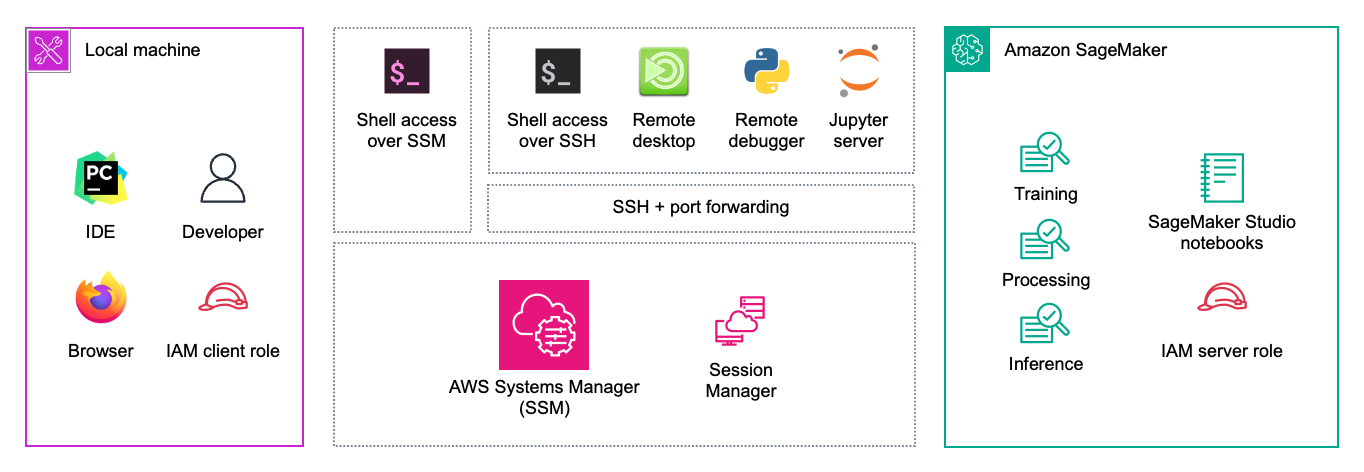 Local machine
PC
IDE
Developer
Browser
IAM client role
$_
Shell access
over SSM
$_
Shell access
over SSH
Remote
desktop
Remote
debugger
Jupyter
server
SSH + port forwarding
AWS Systems Manager
(SSM)
Session
Manager
Amazon SageMaker
Training
Processing
Inference
SageMaker Studio
notebooks
IAM server role